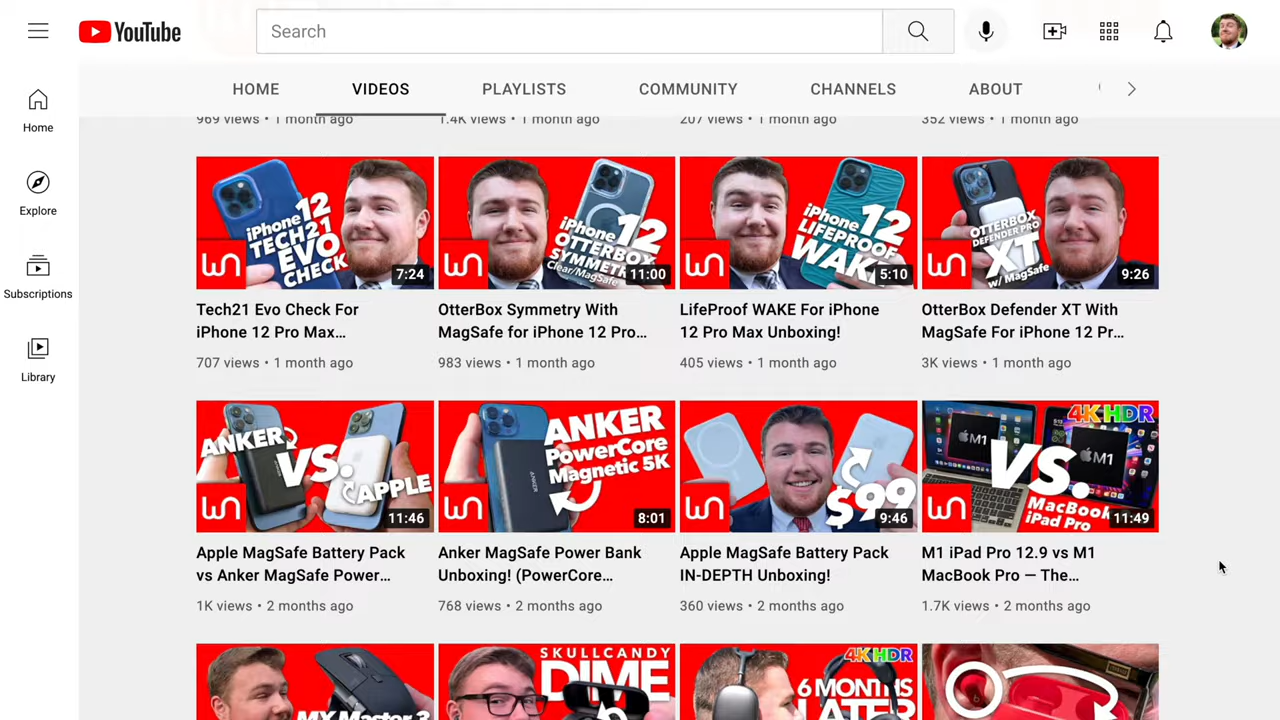 YouTube
Search
Home
Explore
Subscriptions
Library
HOME
VIDEOS
PLAYLISTS
COMMUNITY
CHANNELS
ABOUT
969 views • 1 month ago
1.4K views • 1 month ago
207 views • 1 month ago
352 views • 1 month ago
iPhone 12
TECH21
EVO
CHECK
7:24
iPhone 12
OTTERBOX
SYMMETRY
Clear/MagSafe
11:00
iPhone 12
LIFEPROOF
WAKE
5:10
OTTERBOX
DEFENDER PRO
XT
w/ MagSafe
9:26
Tech21 Evo Check For
iPhone 12 Pro Max…
707 views • 1 month ago
OtterBox Symmetry With
MagSafe for iPhone 12 Pro…
983 views • 1 month ago
LifeProof WAKE For iPhone
12 Pro Max Unboxing!
405 views • 1 month ago
OtterBox Defender XT With
MagSafe For iPhone 12 Pr…
3K views • 1 month ago
ANKER
VS.
APPLE
11:46
ANKER
PowerCore
Magnetic 5K
ANKER
8:01
$99
9:46
4K HDR
M1
VS.
M1
MacBook
iPad Pro
11:49
Apple MagSafe Battery Pack
vs Anker MagSafe Power…
1K views • 2 months ago
Anker MagSafe Power Bank
Unboxing! (PowerCore…
768 views • 2 months ago
Apple MagSafe Battery Pack
IN-DEPTH Unboxing!
360 views • 2 months ago
M1 iPad Pro 12.9 vs M1
MacBook Pro — The…
1.7K views • 2 months ago
MX Master 3
SKULLCANDY
DIME
4K HDR
6 MONTHS
LATER